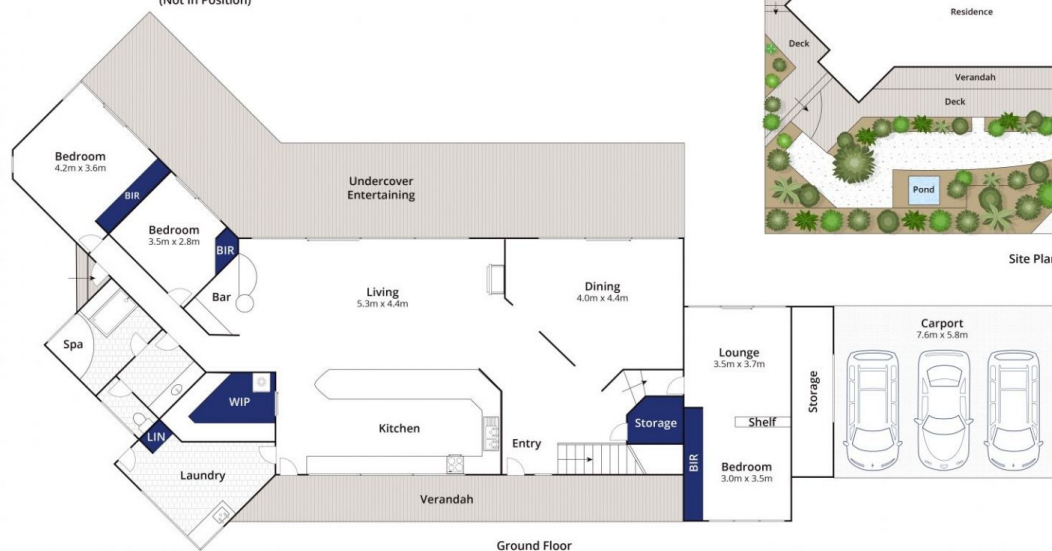 (Not In Position)
Residence
Deck
Verandah
Deck
Pond
Site Plan
Bedroom
4.2m x 3.6m
BIR
Bedroom
3.5m x 2.8m
BIR
Undercover
Entertaining
Bar
Living
5.3m x 4.4m
Dining
4.0m x 4.4m
Spa
WIP
LIN
Laundry
Kitchen
Entry
Storage
Verandah
Lounge
3.5m x 3.7m
Shelf
BIR
Bedroom
3.0m x 3.5m
Storage
Carport
7.6m x 5.8m
Ground Floor